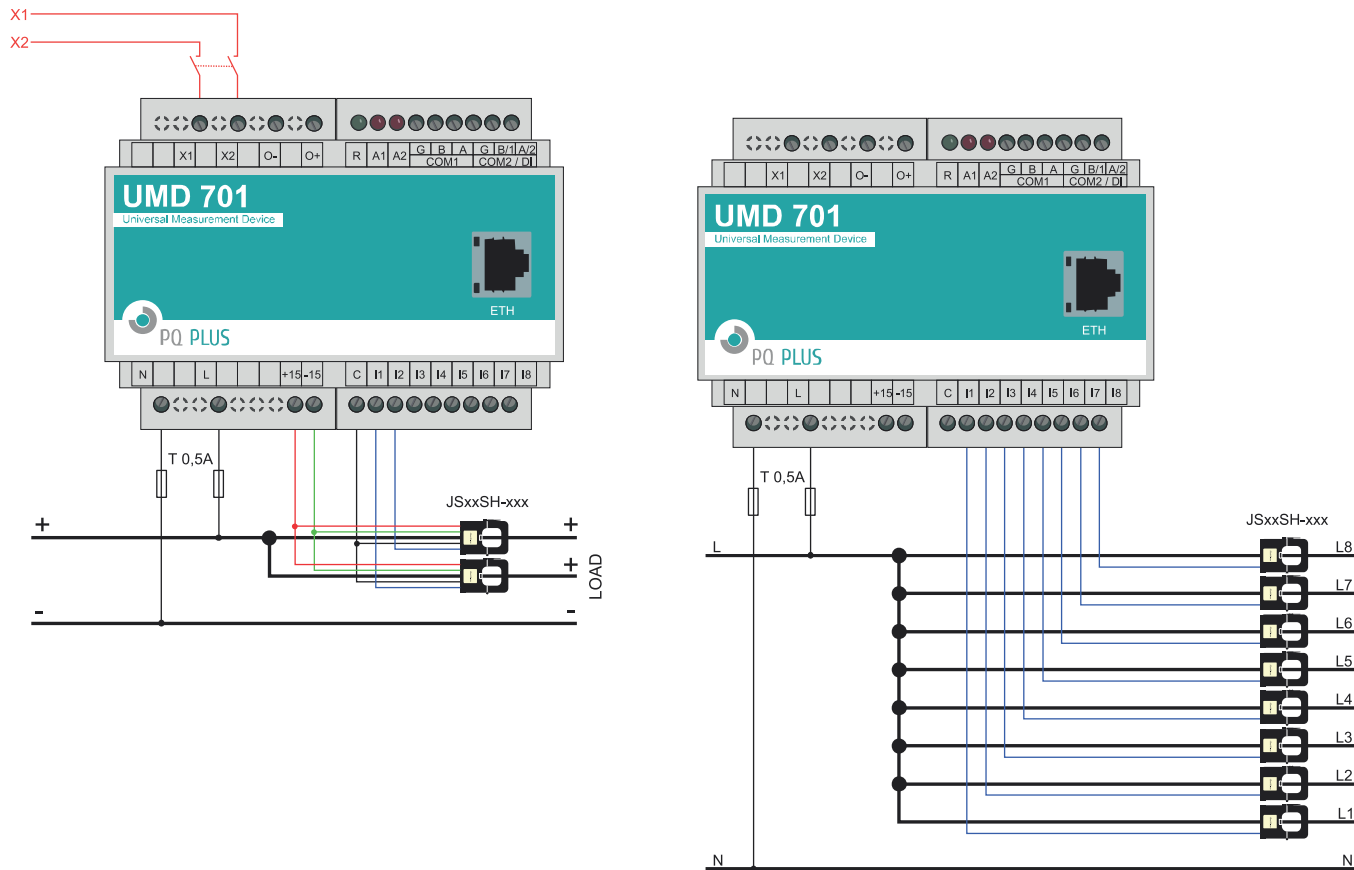 X1
X2
X1 X2 O- O+ R A1 A2 G B A G B/1 A/2
COM1 COM2 / DI
UMD 701
Universal Measurement Device
ETH
PQ PLUS
N L +15 -15 C I1 I2 I3 I4 I5 I6 I7 I8
T 0,5A
JSxxSH-xxx
+ +
+
LOAD
- -
X1 X2 O- O+ R A1 A2 G B A G B/1 A/2
COM1 COM2 / DI
UMD 701
Universal Measurement Device
ETH
PQ PLUS
N L +15 -15 C I1 I2 I3 I4 I5 I6 I7 I8
T 0,5A
JSxxSH-xxx
L L8
L7
L6
L5
L4
L3
L2
L1
N N